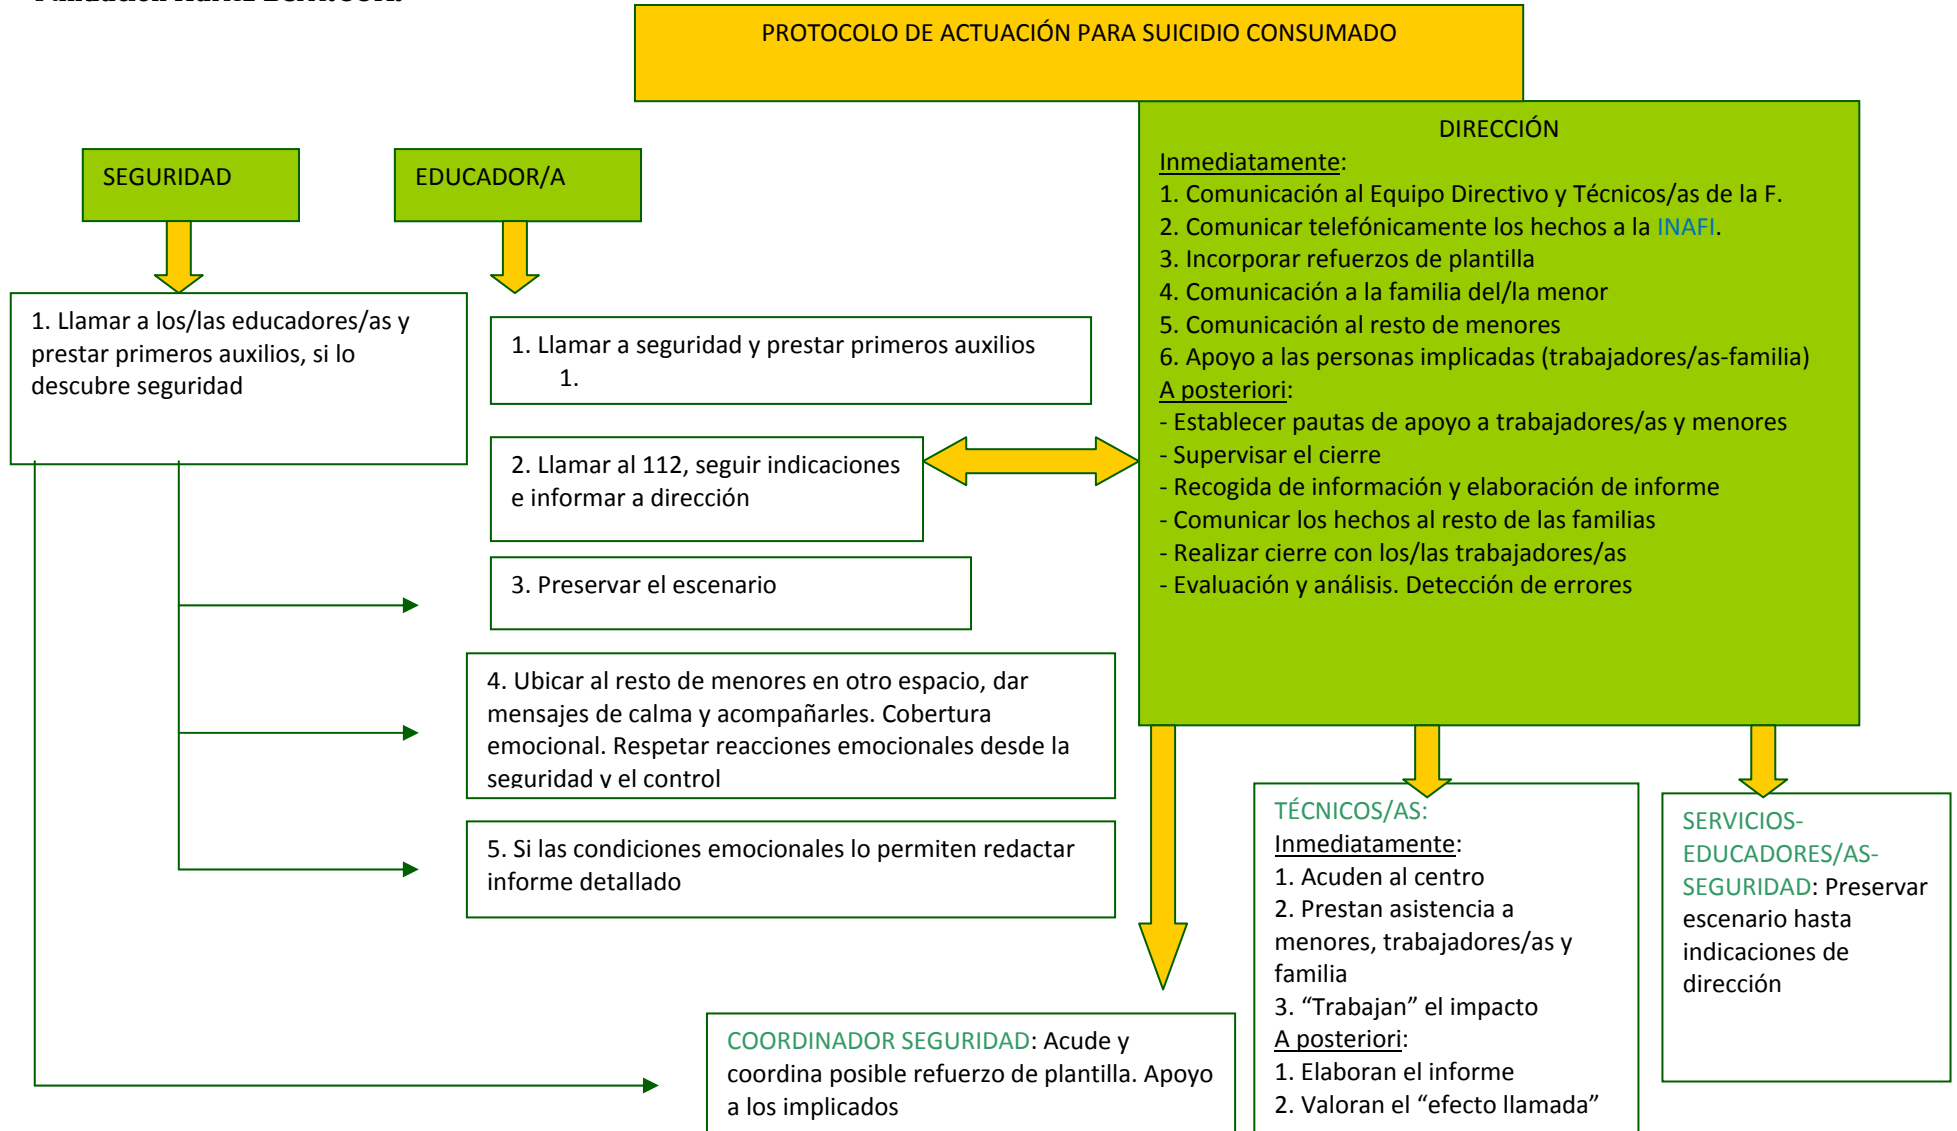 PROTOCOLO DE ACTUACIÓN PARA SUICIDIO CONSUMADO
SEGURIDAD
EDUCADOR/A
1. Llamar a los/las educadores/as y
prestar primeros auxilios, si lo
descubre seguridad
1. Llamar a seguridad y prestar primeros auxilios
1.
2. Llamar al 112, seguir indicaciones
e informar a dirección
3. Preservar el escenario
4. Ubicar al resto de menores en otro espacio, dar
mensajes de calma y acompañarles. Cobertura
emocional. Respetar reacciones emocionales desde la
seguridad y el control
5. Si las condiciones emocionales lo permiten redactar
informe detallado
DIRECCIÓN
Inmediatamente:
1. Comunicación al Equipo Directivo y Técnicos/as de la F.
2. Comunicar telefónicamente los hechos a la INAFI.
3. Incorporar refuerzos de plantilla
4. Comunicación a la familia del/la menor
5. Comunicación al resto de menores
6. Apoyo a las personas implicadas (trabajadores/as-familia)
A posteriori:
- Establecer pautas de apoyo a trabajadores/as y menores
- Supervisar el cierre
- Recogida de información y elaboración de informe
- Comunicar los hechos al resto de las familias
- Realizar cierre con los/las trabajadores/as
- Evaluación y análisis. Detección de errores
COORDINADOR SEGURIDAD: Acude y
coordina posible refuerzo de plantilla. Apoyo
a los implicados
TÉCNICOS/AS:
Inmediatamente:
1. Acuden al centro
2. Prestan asistencia a
menores, trabajadores/as y
familia
3. “Trabajan” el impacto
A posteriori:
1. Elaboran el informe
2. Valoran el “efecto llamada”
SERVICIOS-
EDUCADORES/AS-
SEGURIDAD: Preservar
escenario hasta
indicaciones de
dirección